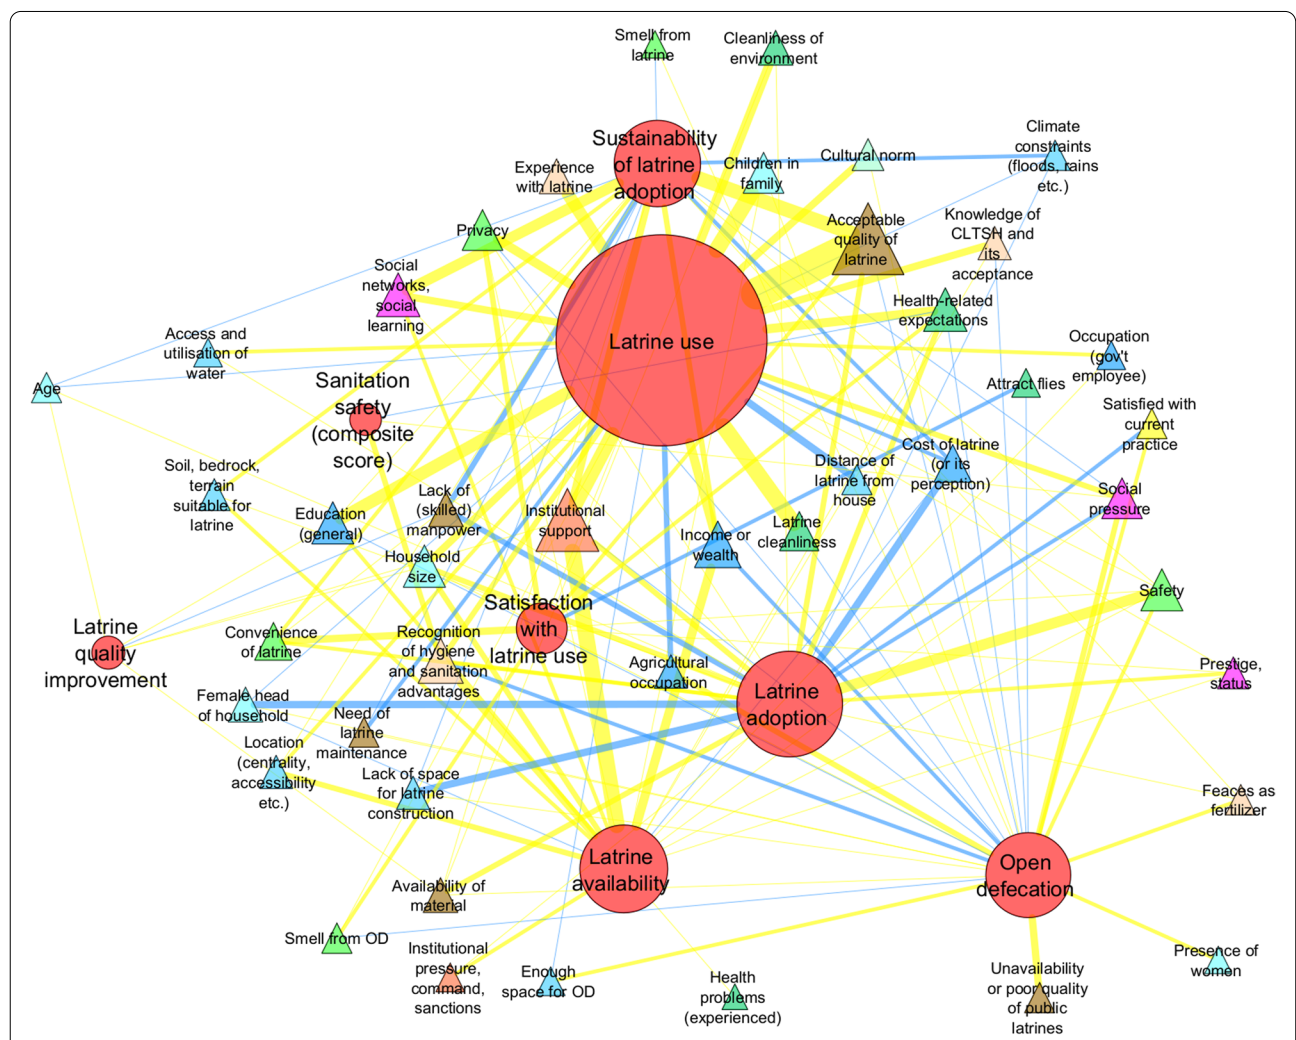 Smell from
latrine
Cleanliness of
environment
Sustainability
of latrine
adoption
Experience
with latrine
Children in
family
Cultural norm
Climate
constraints
(floods, rains
etc.)
Privacy
Acceptable
quality of
latrine
Knowledge of
CLTSH and
its
acceptance
Social
networks,
social
learning
Health-related
expectations
Access and
utilisation of
water
Latrine use
Occupation
(gov't
employee)
Age
Sanitation
safety
(composite
score)
Attract flies
Satisfied with
current
practice
Soil, bedrock,
terrain
suitable for
latrine
Education
(general)
Lack of
(skilled)
manpower
Institutional
support
Income or
wealth
Latrine
cleanliness
Distance of
latrine from
house
Cost of latrine
(or its
perception)
Social
pressure
Household
size
Safety
Satisfaction
with
latrine use
Latrine
quality
improvement
Convenience
of latrine
Recognition
of hygiene
and sanitation
advantages
Agricultural
occupation
Latrine
adoption
Prestige,
status
Female head
of household
Need of
latrine
maintenance
Location
(centrality,
accessibility
etc.)
Lack of space
for latrine
construction
Feaces as
fertilizer
Latrine
availability
Open
defecation
Availability of
material
Smell from OD
Institutional
pressure,
command,
sanctions
Enough
space for OD
Health
problems
(experienced)
Unavailability
or poor quality
of public
latrines
Presence of
women